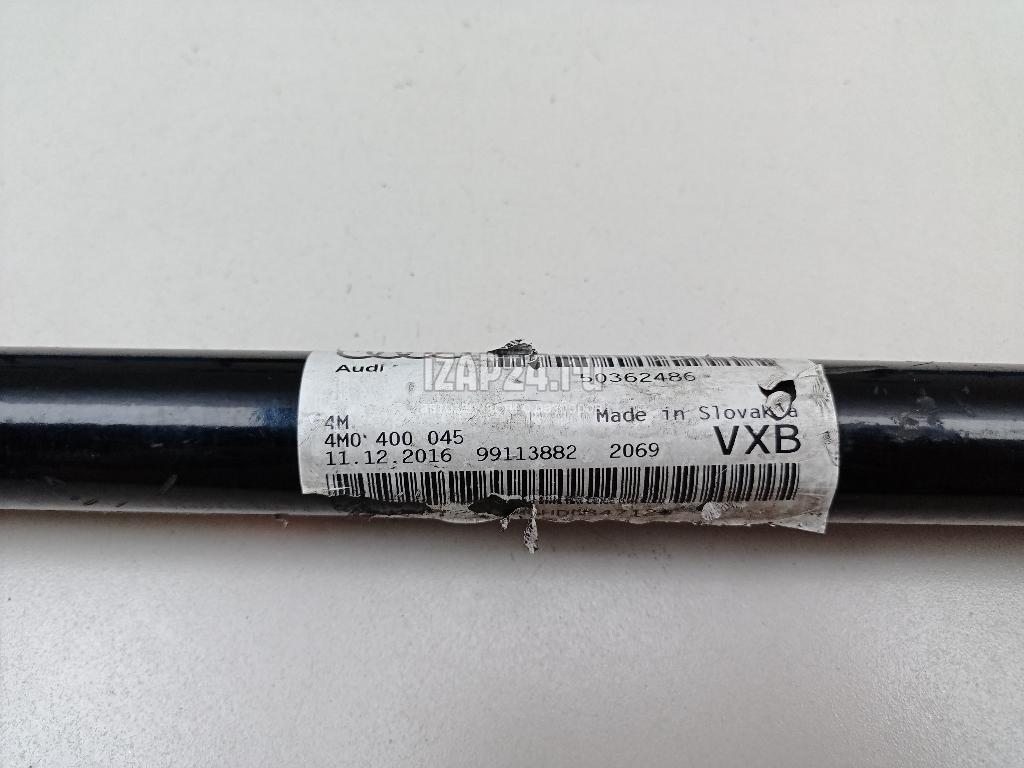 Audi
50362486
IZAP24.ru
4M
Made in Slovakia
4M0 400 045
VXB
11.12.2016 99113882 2069